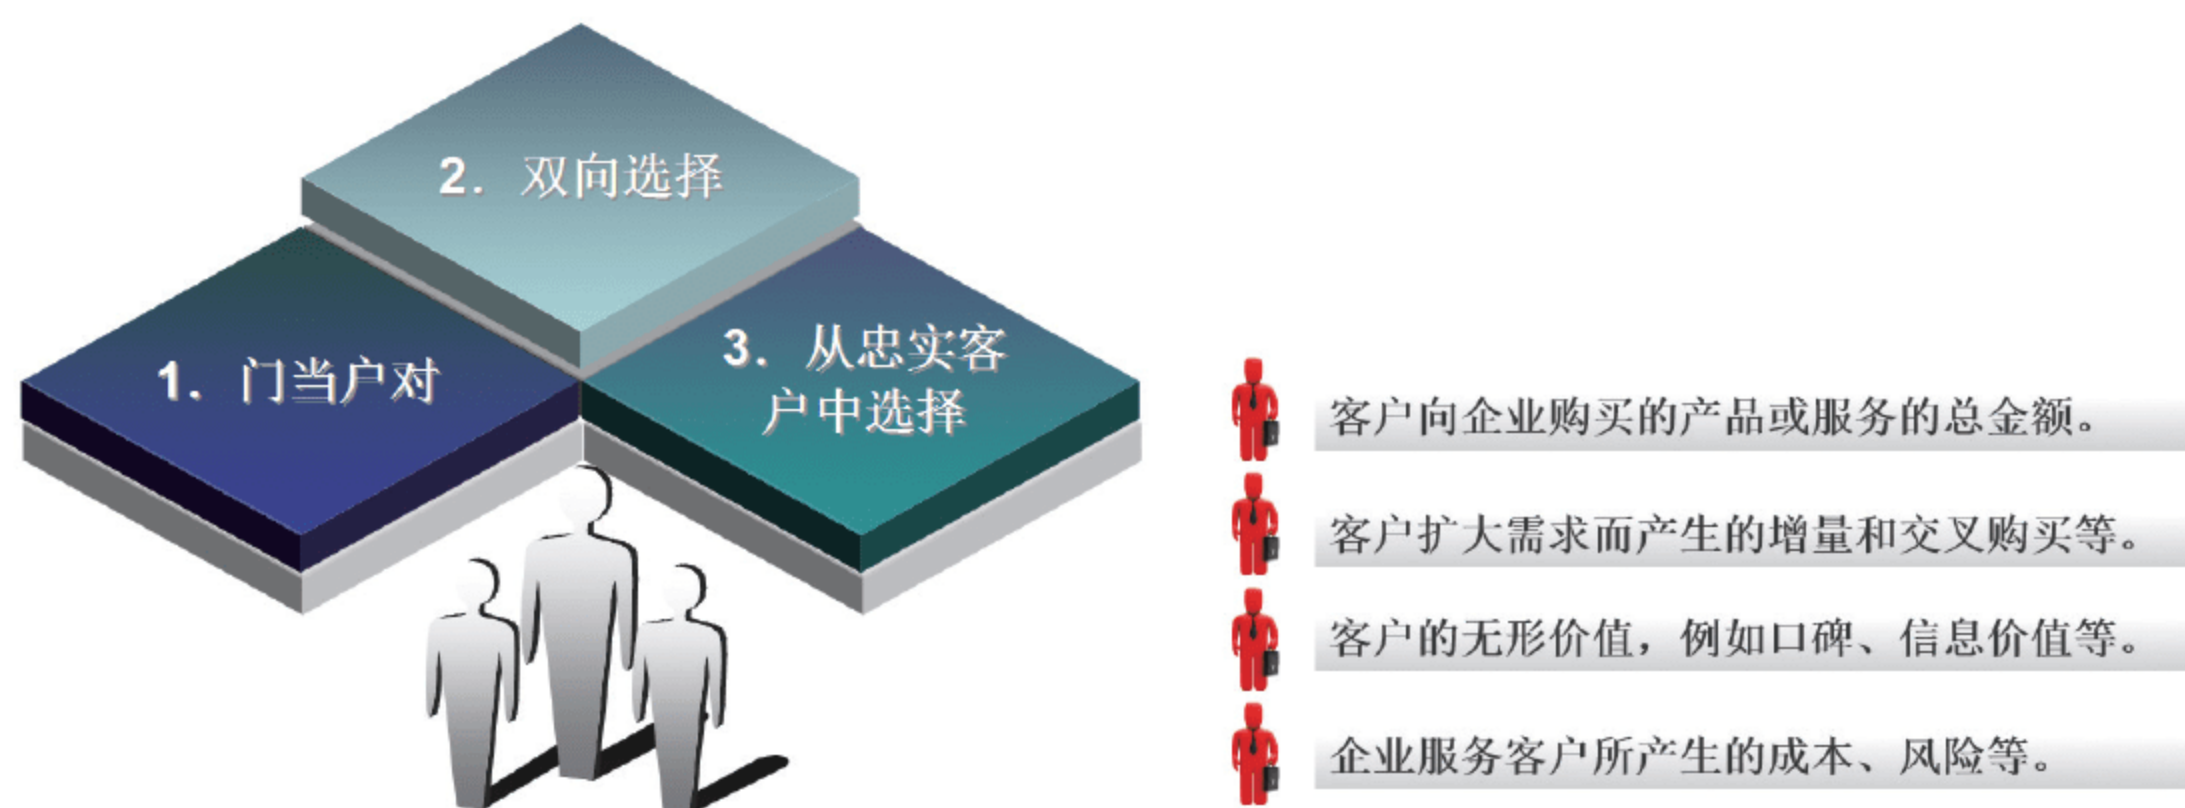 2. 双向选择
1. 门当户对
3. 从忠实客
户中选择
客户向企业购买的产品或服务的总金额。
客户扩大需求而产生的增量和交叉购买等。
客户的无形价值，例如口碑、信息价值等。
企业服务客户所产生的成本、风险等。